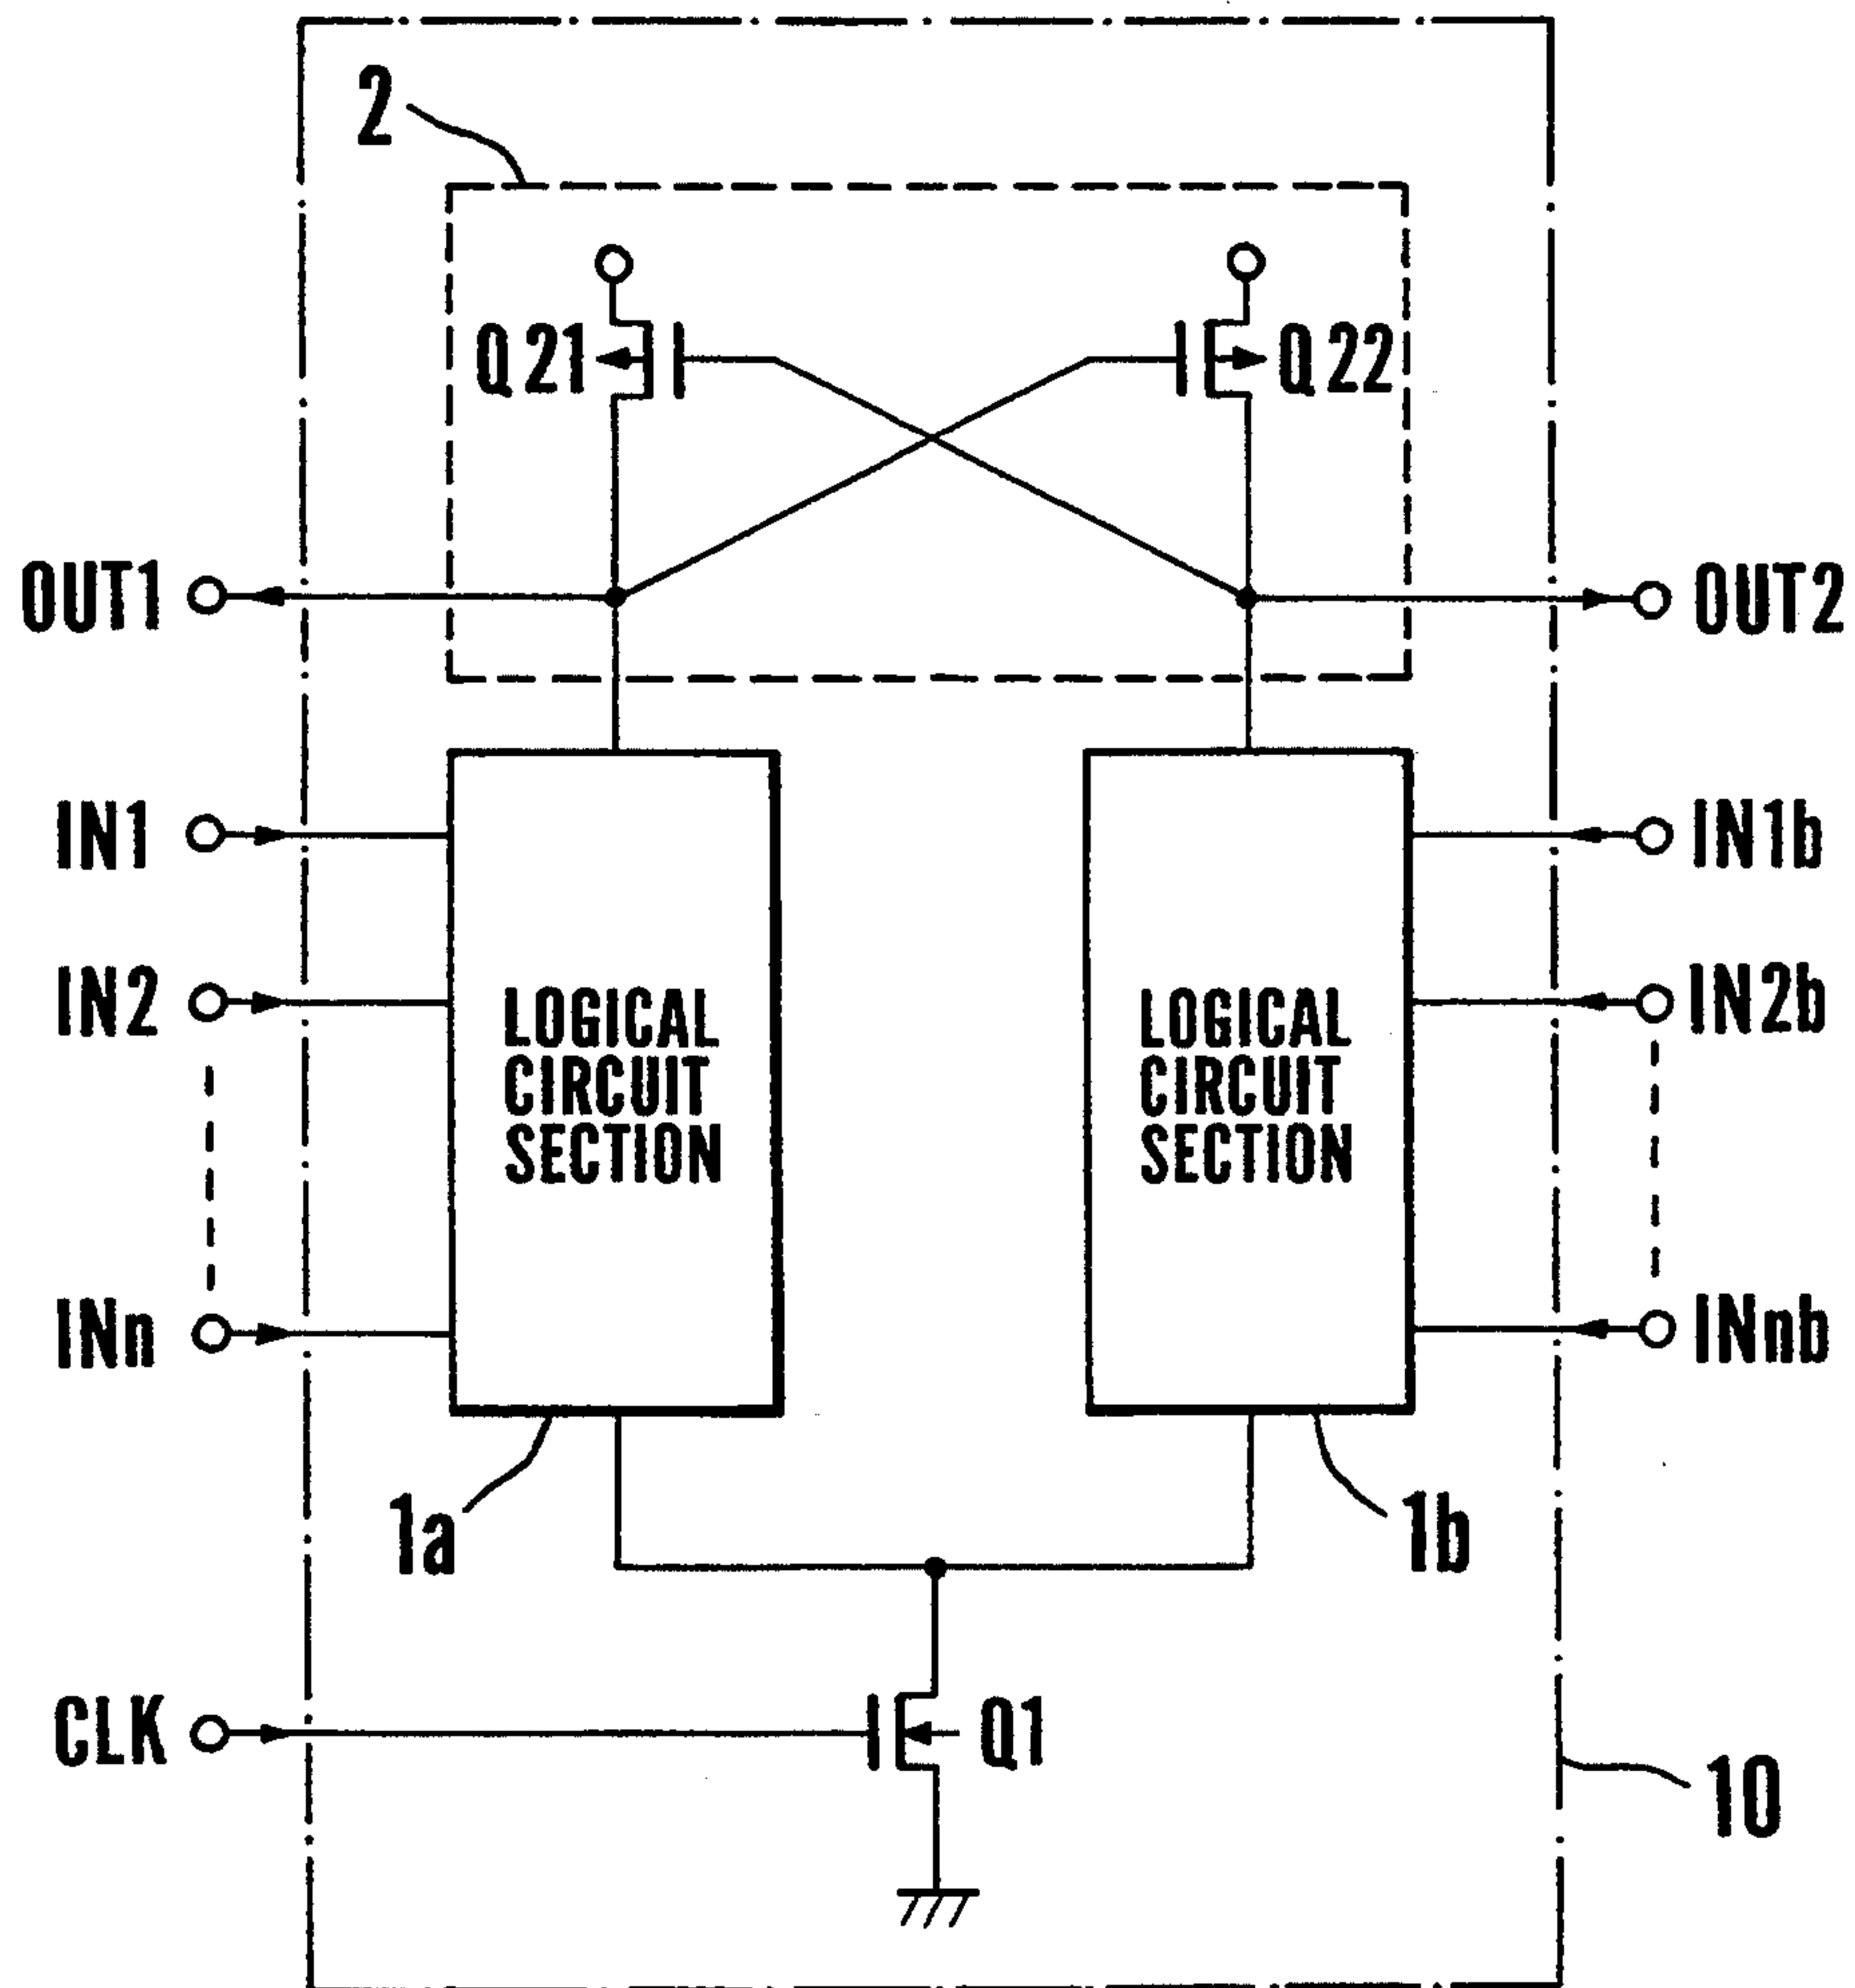 2
Q21
Q22
OUT1
OUT2
IN1
IN1b
IN2
IN2b
LOGICAL
CIRCUIT
SECTION
LOGICAL
CIRCUIT
SECTION
INn
INnb
1a
1b
CLK
Q1
10